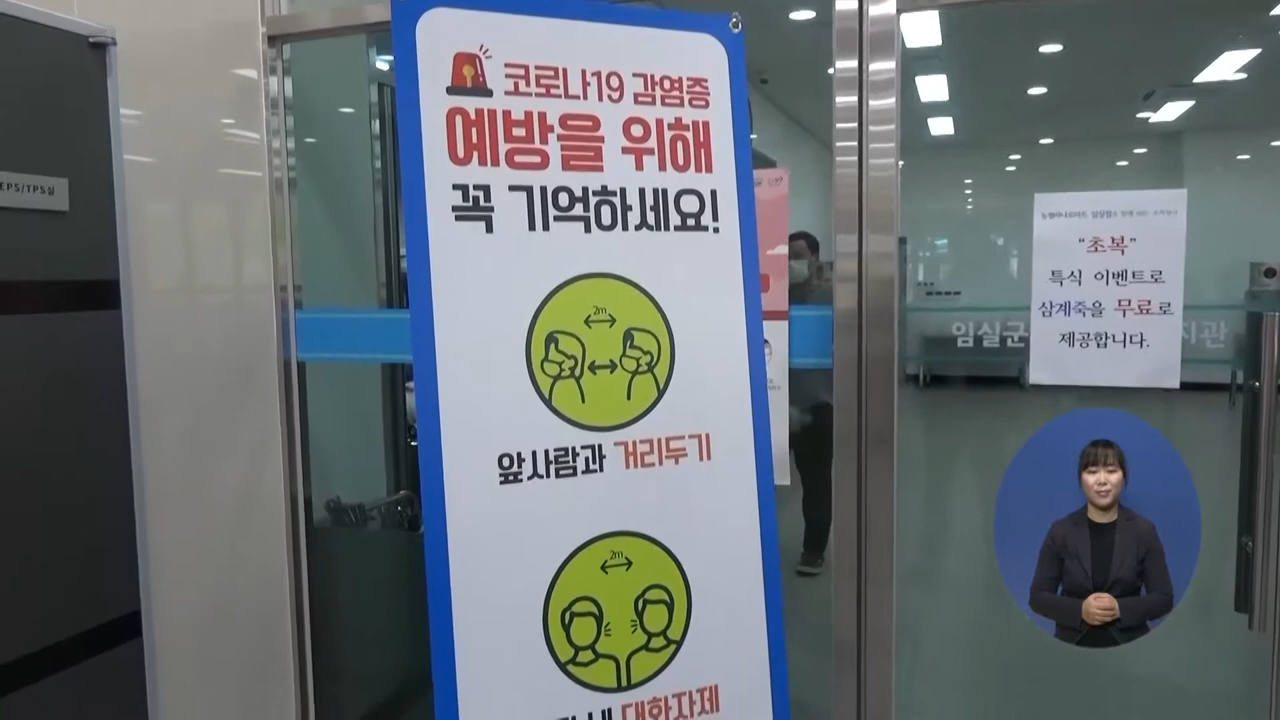 EPS/TPS실
코로나19 감염증
예방을 위해
꼭 기억하세요!
2m
앞사람과 거리두기
2m
대화자제
"초복"
특식 이벤트로
삼계죽을 무료로
제공합니다.
임실군
지관